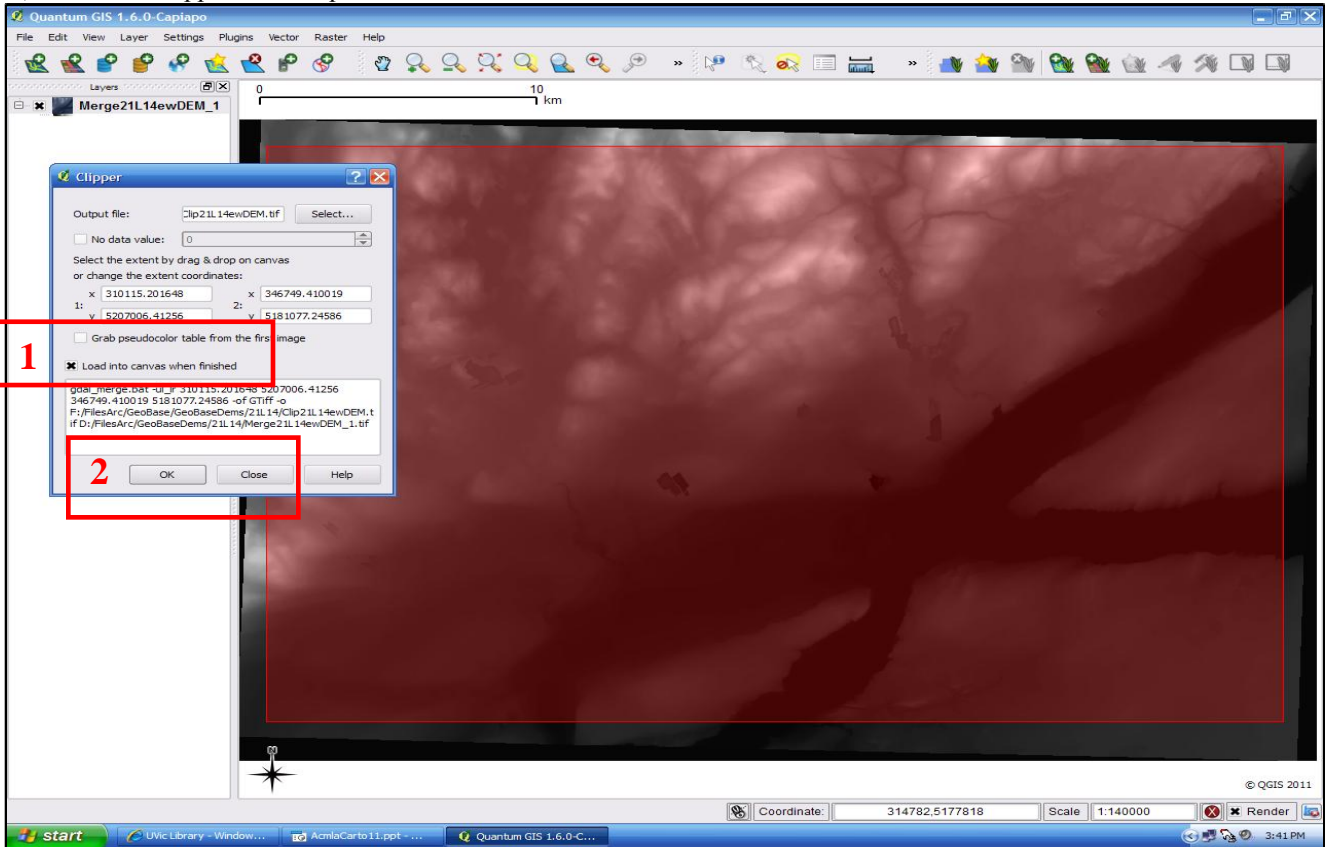 Quantum GIS 1.6.0-Capiapo
File Edit View Layer Settings Plugins Vector Raster Help
Layers
Merge21L14ewDEM_1
0 10
km
Clipper
Output file: Clip21L14ewDEM.tif Select...
No data value: 0
Select the extent by drag & drop on canvas
or change the extent coordinates:
x 310115.201648 x 346749.410019
1: 2:
y 5207006.41256 y 5181077.24586
Grab pseudocolor table from the first image
1
Load into canvas when finished
gdal_merge.bat -ul_lr 310115.201648 5207006.41256
346749.410019 5181077.24586 -of GTiff -o
F:/FilesArc/GeoBase/GeoBaseDems/21L14/Clip21L14ewDEM.t
if D:/FilesArc/GeoBaseDems/21L14/Merge21L14ewDEM_1.tif
2
OK Close Help
© QGIS 2011
Coordinate: 314782,5177818 Scale 1:140000 Render
start UVic Library - Window... AcmlaCarto11.ppt - ... Quantum GIS 1.6.0-C... 3:41 PM